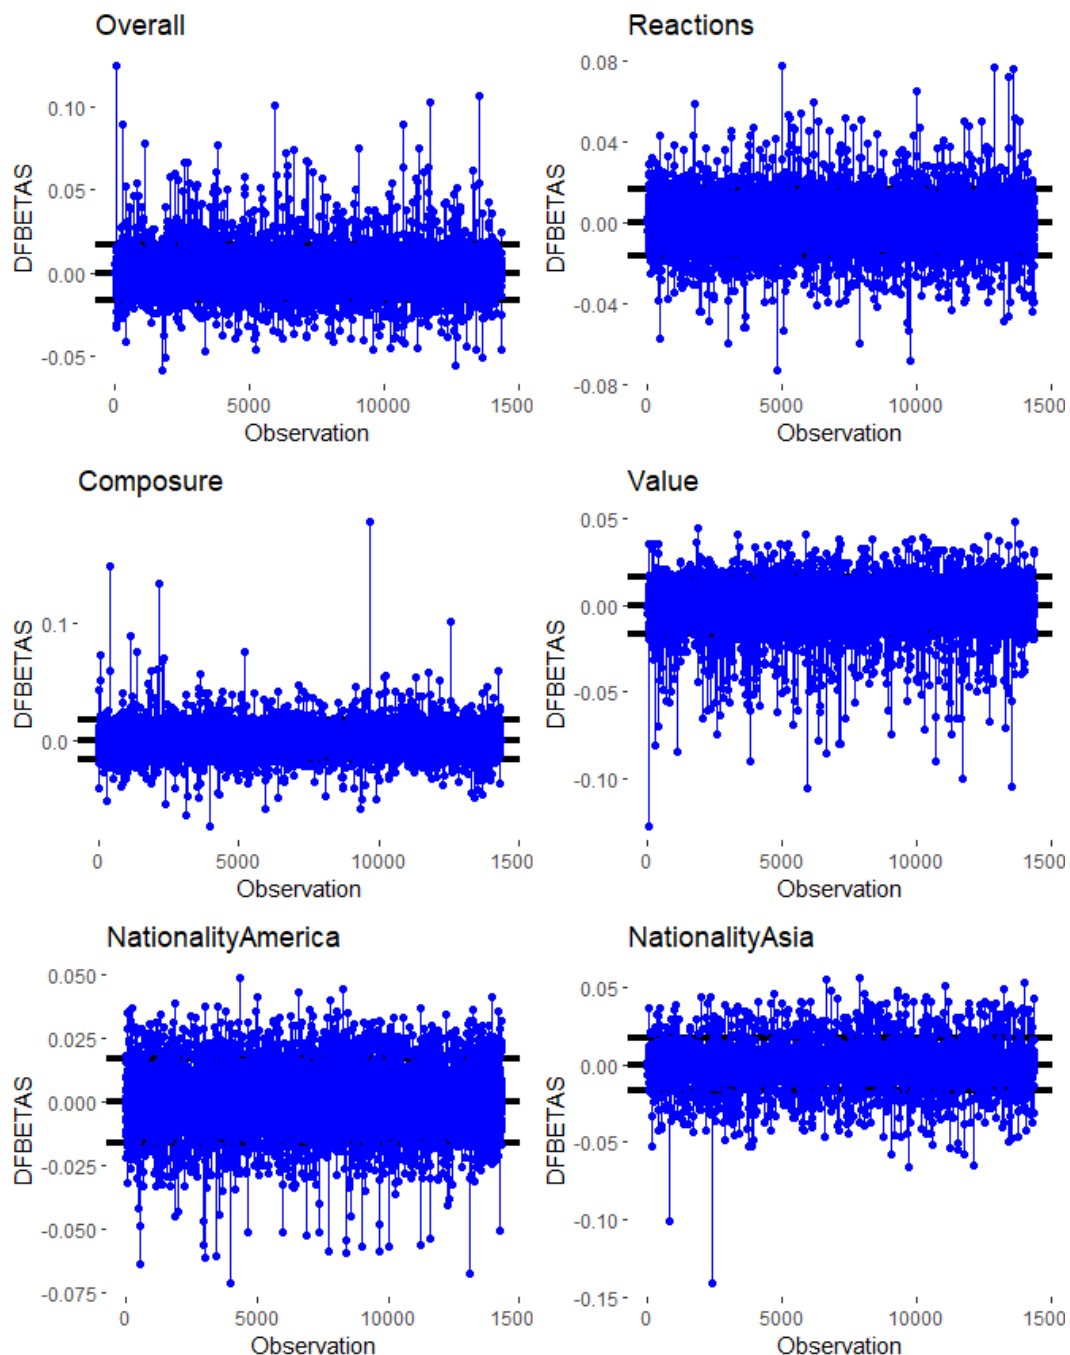 Overall
0.10
0.05
0.00
-0.05
DFBETAS
0
5000
10000
1500
Observation
Reactions
0.08
0.04
0.00
-0.04
-0.08
DFBETAS
0
5000
10000
1500
Observation
Composure
0.1
0.0
DFBETAS
0
5000
10000
1500
Observation
Value
0.05
0.00
-0.05
-0.10
DFBETAS
0
5000
10000
1500
Observation
NationalityAmerica
0.050
0.025
0.000
-0.025
-0.050
-0.075
DFBETAS
0
5000
10000
1500
Observation
NationalityAsia
0.05
0.00
-0.05
-0.10
-0.15
DFBETAS
0
5000
10000
1500
Observation